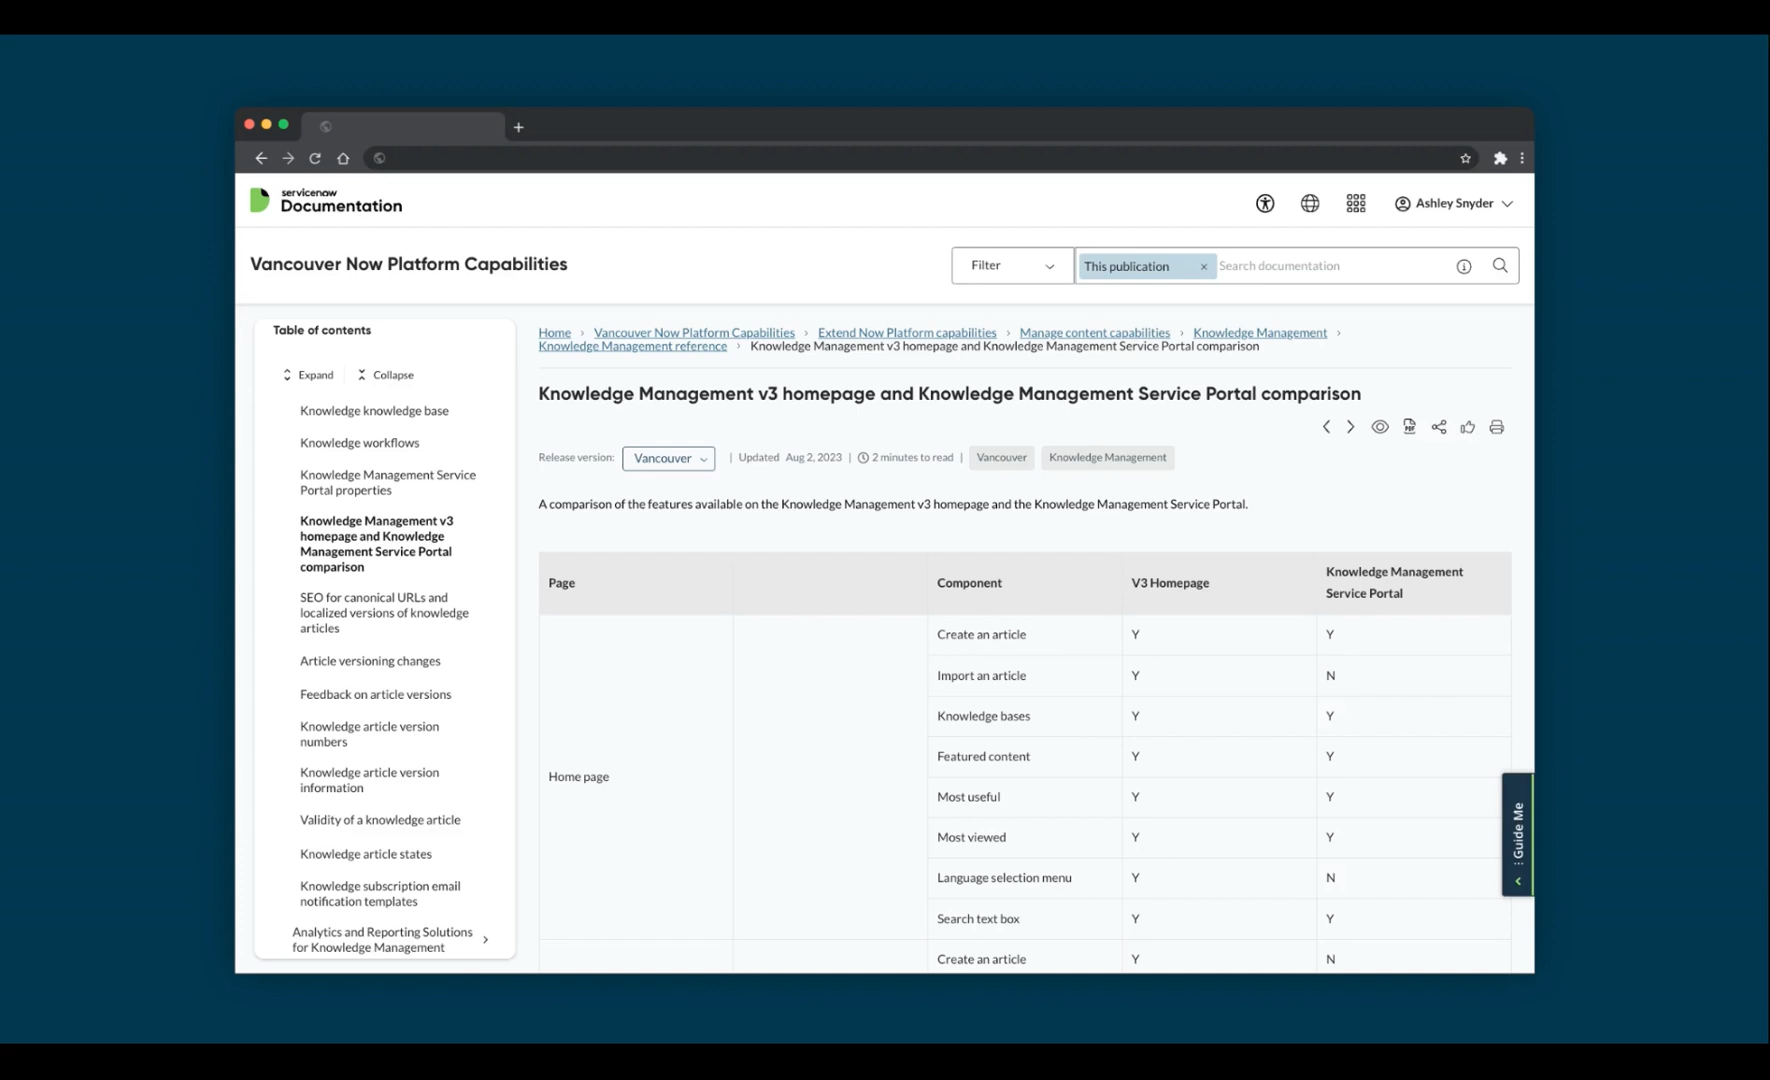 servicenow
Documentation
Ashley Snyder
Vancouver Now Platform Capabilities
Filter
This publication ×
Search documentation
Table of contents
Expand
Collapse
Knowledge knowledge base
Knowledge workflows
Knowledge Management Service
Portal properties
Knowledge Management v3
homepage and Knowledge
Management Service Portal
comparison
SEO for canonical URLs and
localized versions of knowledge
articles
Article versioning changes
Feedback on article versions
Knowledge article version
numbers
Knowledge article version
information
Validity of a knowledge article
Knowledge article states
Knowledge subscription email
notification templates
Analytics and Reporting Solutions
for Knowledge Management
Home › Vancouver Now Platform Capabilities › Extend Now Platform capabilities › Manage content capabilities › Knowledge Management ›
Knowledge Management reference › Knowledge Management v3 homepage and Knowledge Management Service Portal comparison
Knowledge Management v3 homepage and Knowledge Management Service Portal comparison
PDF
Release version: Vancouver | Updated Aug 2, 2023 | 2 minutes to read | Vancouver Knowledge Management
A comparison of the features available on the Knowledge Management v3 homepage and the Knowledge Management Service Portal.
Page Component V3 Homepage Knowledge Management
Service Portal
Home page
Create an article Y Y
Import an article Y N
Knowledge bases Y Y
Featured content Y Y
Most useful Y Y
Most viewed Y Y
Language selection menu Y N
Search text box Y Y
Create an article Y N
Guide Me